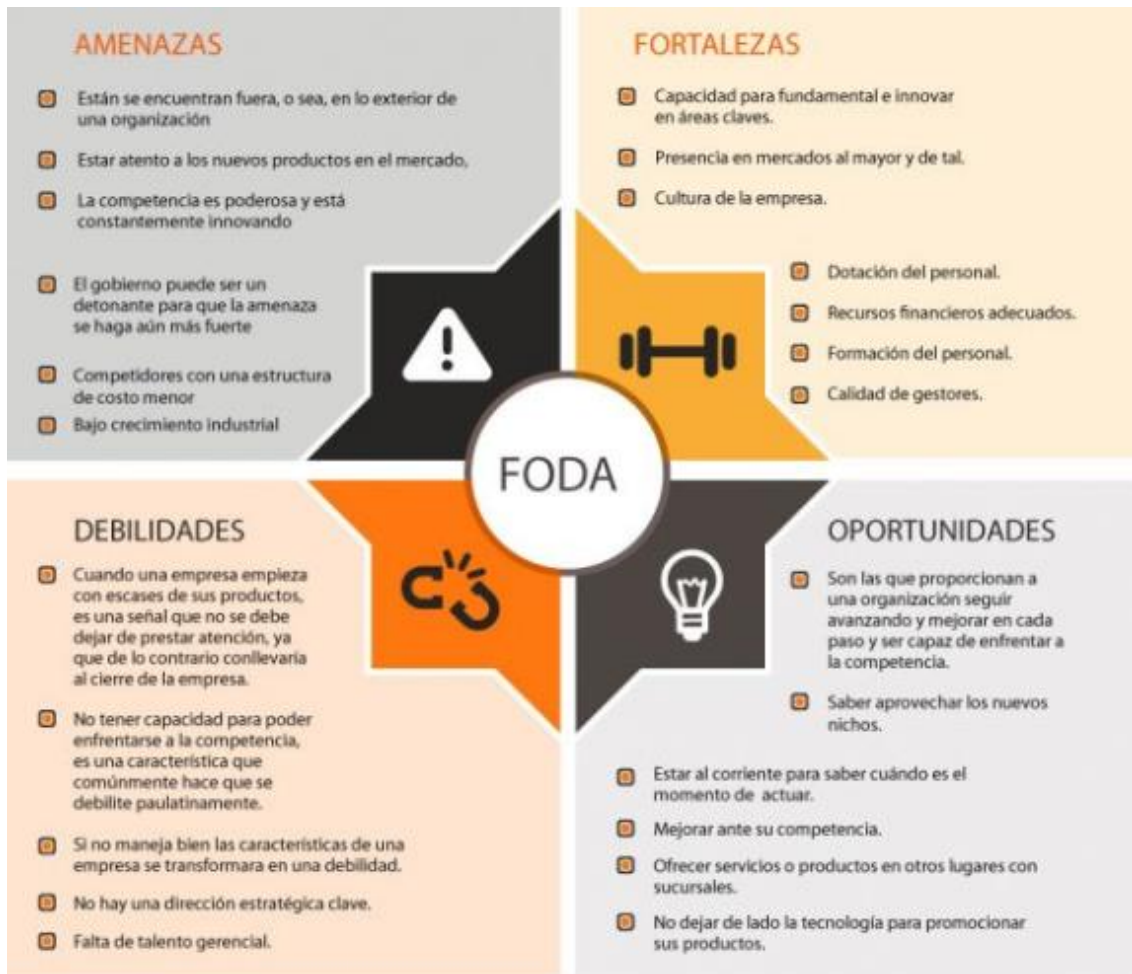 AMENAZAS
Están se encuentran fuera, o sea, en lo exterior de
una organización
Estar atento a los nuevos productos en el mercado,
La competencia es poderosa y está
constantemente innovando
El gobierno puede ser un
detonante para que la amenaza
se haga aún más fuerte
Competidores con una estructura
de costo menor
Bajo crecimiento industrial
FORTALEZAS
Capacidad para fundamental e innovar
en áreas claves.
Presencia en mercados al mayor y de tal.
Cultura de la empresa.
Dotación del personal.
Recursos financieros adecuados.
Formación del personal.
Calidad de gestores.
FODA
DEBILIDADES
Cuando una empresa empieza
con escases de sus productos,
es una señal que no se debe
dejar de prestar atención, ya
que de lo contrario conllevaría
al cierre de la empresa.
No tener capacidad para poder
enfrentarse a la competencia,
es una característica que
comúnmente hace que se
debilite paulatinamente.
Si no maneja bien las características de una
empresa se transformara en una debilidad.
No hay una dirección estratégica clave.
Falta de talento gerencial.
OPORTUNIDADES
Son las que proporcionan a
una organización seguir
avanzando y mejorar en cada
paso y ser capaz de enfrentar a
la competencia.
Saber aprovechar los nuevos
nichos.
Estar al corriente para saber cuándo es el
momento de actuar.
Mejorar ante su competencia.
Ofrecer servicios o productos en otros lugares con
sucursales.
No dejar de lado la tecnología para promocionar
sus productos.